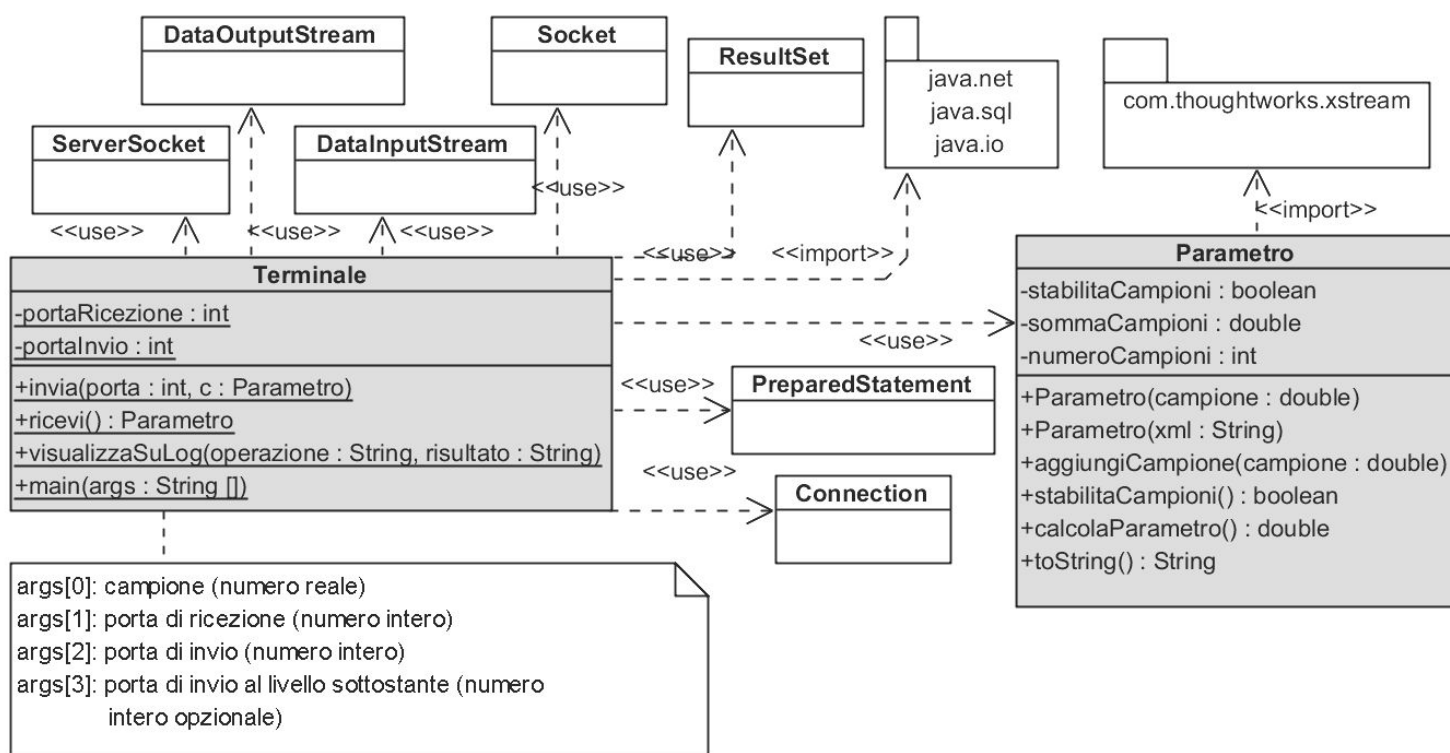 DataOutputStream
Socket
ResultSet
java.net
java.sql
java.io
com.thoughtworks.xstream
ServerSocket
DataInputStream
<<use>>
<<use>>
<<use>>
<<use>>
<<use>>
<<import>>
<<import>>
Terminale
-portaRicezione : int
-portaInvio : int
+invia(porta : int, c : Parametro)
+ricevi() : Parametro
+visualizzaSuLog(operazione : String, risultato : String)
+main(args : String [])
<<use>>
<<use>>
PreparedStatement
<<use>>
Connection
Parametro
-stabilitaCampioni : boolean
-sommaCampioni : double
-numeroCampioni : int
+Parametro(campione : double)
+Parametro(xml : String)
+aggiungiCampione(campione : double)
+stabilitaCampioni() : boolean
+calcolaParametro() : double
+toString() : String
args[0]: campione (numero reale)
args[1]: porta di ricezione (numero intero)
args[2]: porta di invio (numero intero)
args[3]: porta di invio al livello sottostante (numero
intero opzionale)